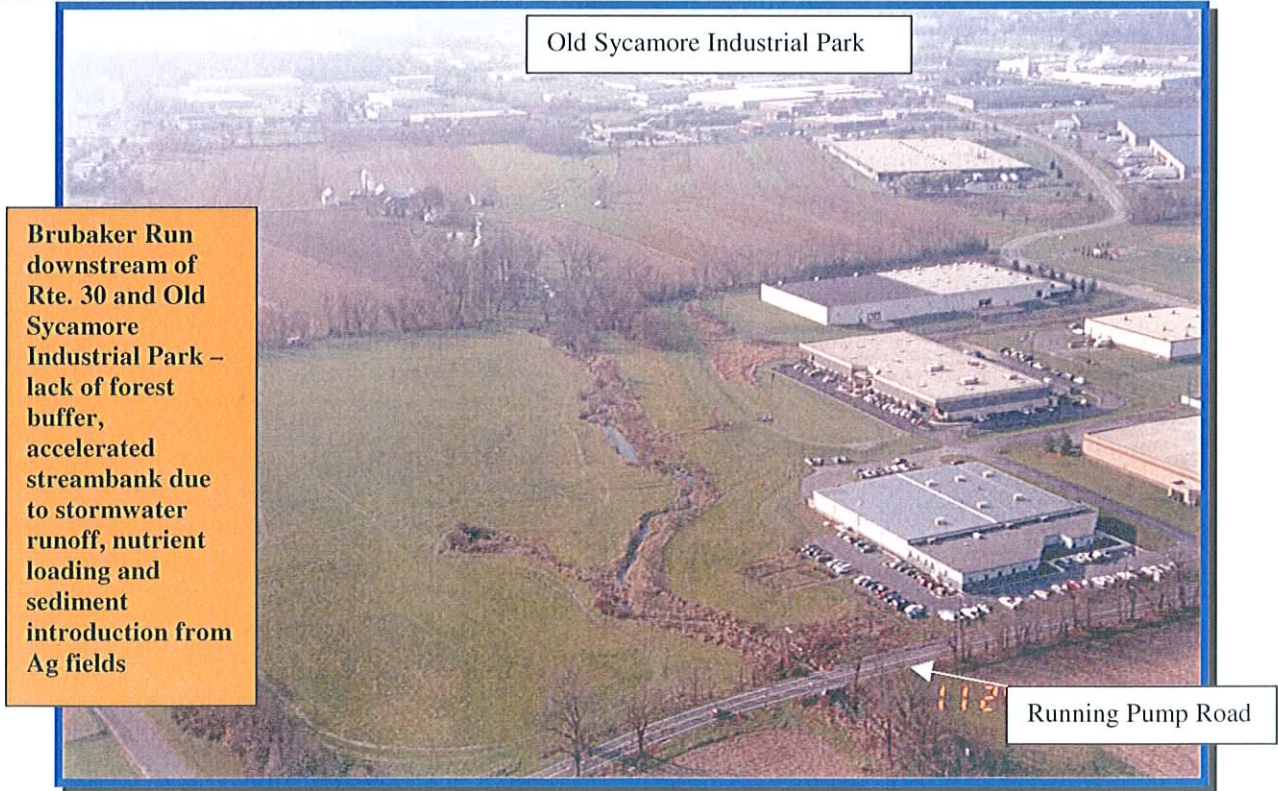 Old Sycamore Industrial Park
Brubaker Run
downstream of
Rte. 30 and Old
Sycamore
Industrial Park –
lack of forest
buffer,
accelerated
streambank due
to stormwater
runoff, nutrient
loading and
sediment
introduction from
Ag fields
112
Running Pump Road